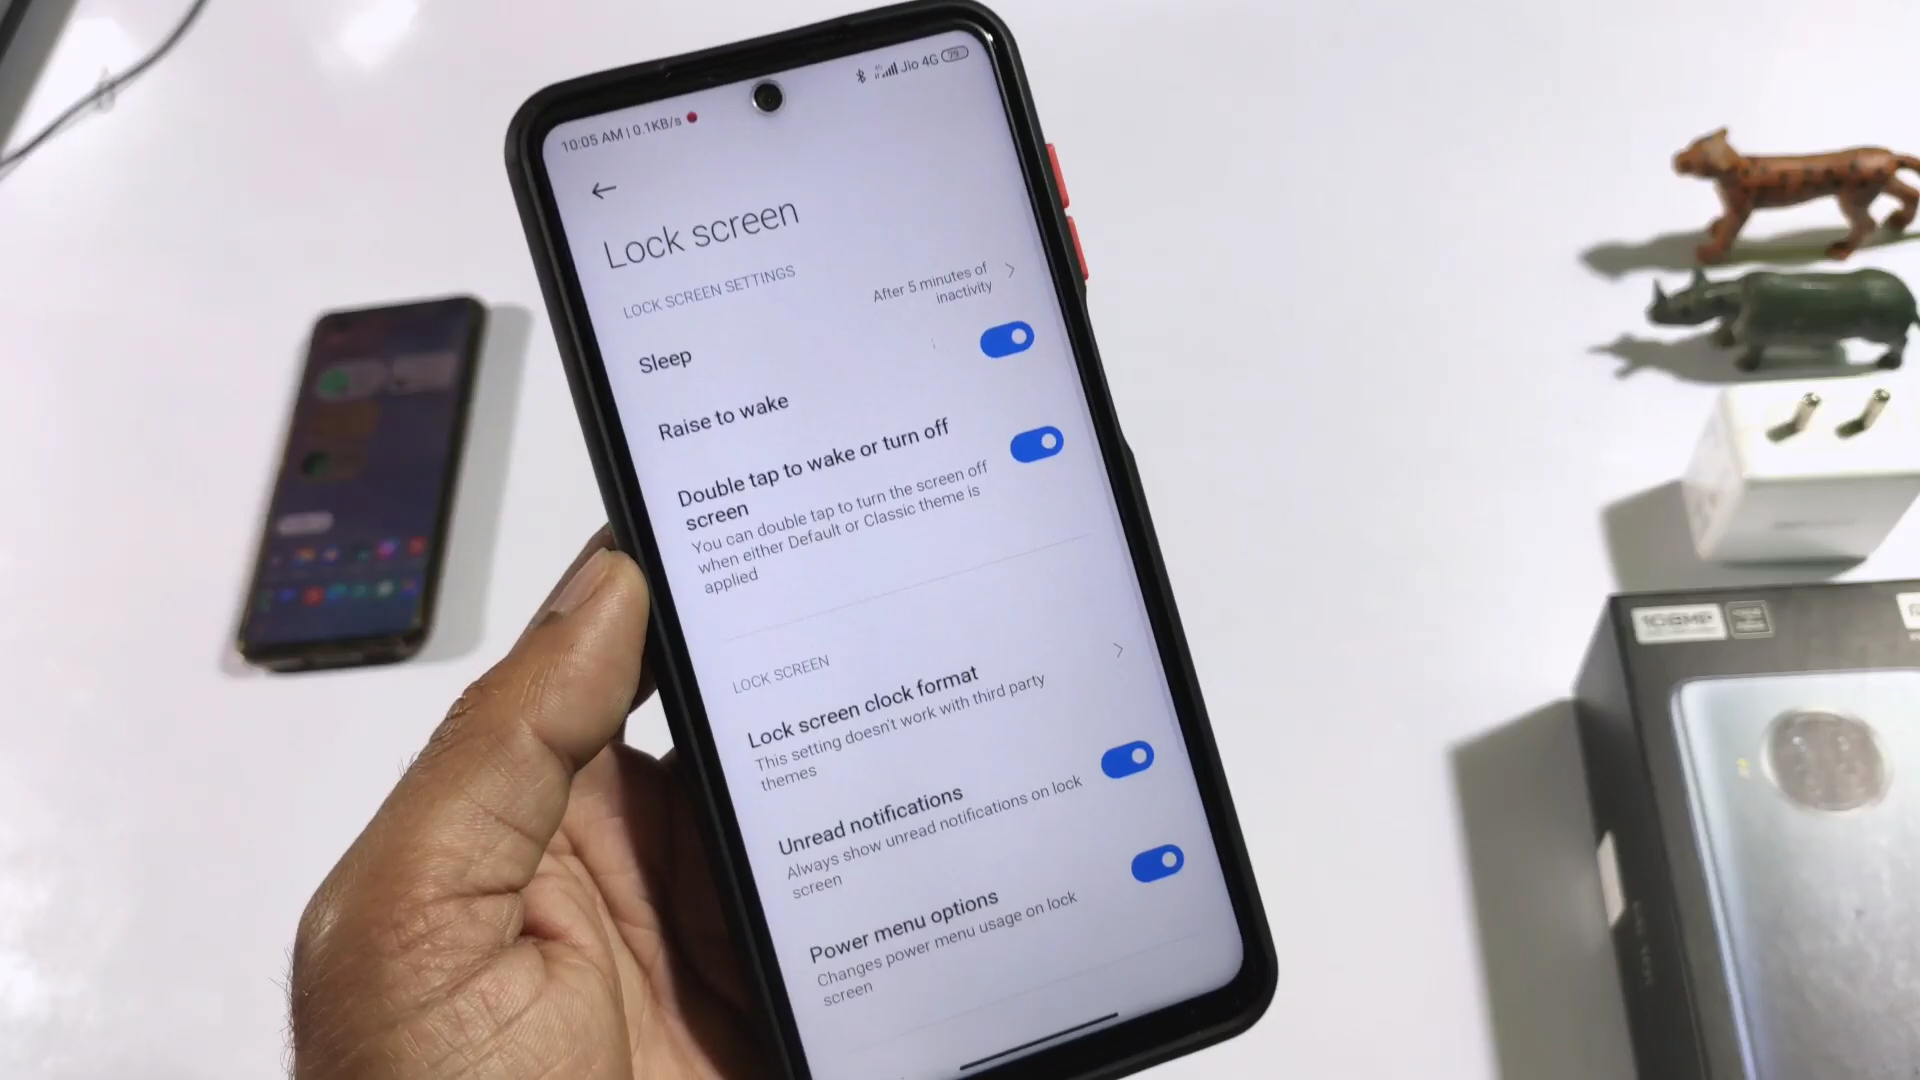 10:05 AM | 0.1KB/s
Jio 4G 79
Lock screen
LOCK SCREEN SETTINGS
Sleep
After 5 minutes of
inactivity
Raise to wake
Double tap to wake or turn off
screen
You can double tap to turn the screen off
when either Default or Classic theme is
applied
LOCK SCREEN
Lock screen clock format
This setting doesn't work with third party
themes
Unread notifications
Always show unread notifications on lock
screen
Power menu options
Changes power menu usage on lock
screen
108MP